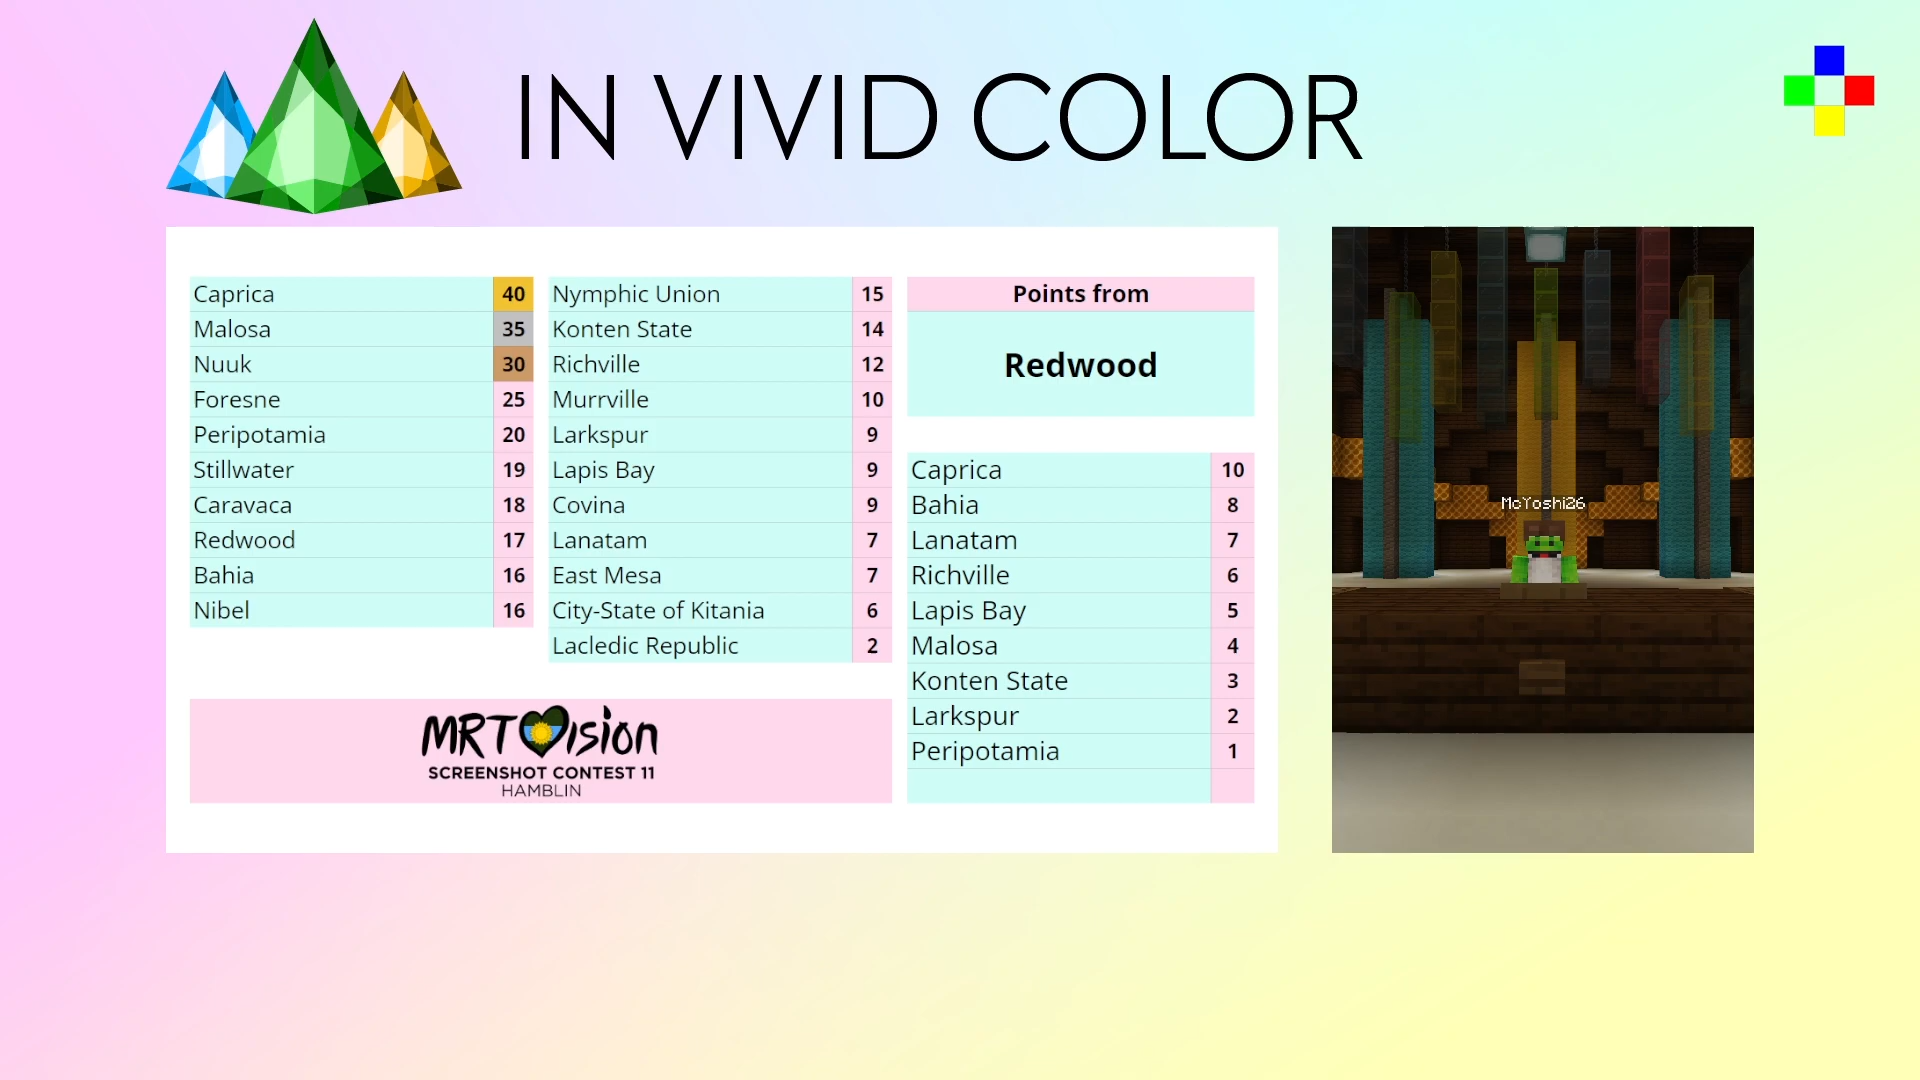 IN VIVID COLOR
Caprica 40
Malosa 35
Nuuk 30
Foresne 25
Peripotamia 20
Stillwater 19
Caravaca 18
Redwood 17
Bahia 16
Nibel 16
Nymphic Union 15
Konten State 14
Richville 12
Murrville 10
Larkspur 9
Lapis Bay 9
Covina 9
Lanatam 7
East Mesa 7
City-State of Kitania 6
Lacledic Republic 2
Points from
Redwood
Caprica 10
Bahia 8
Lanatam 7
Richville 6
Lapis Bay 5
Malosa 4
Konten State 3
Larkspur 2
Peripotamia 1
MRTVision
SCREENSHOT CONTEST 11
HAMBLIN
McYoshi26